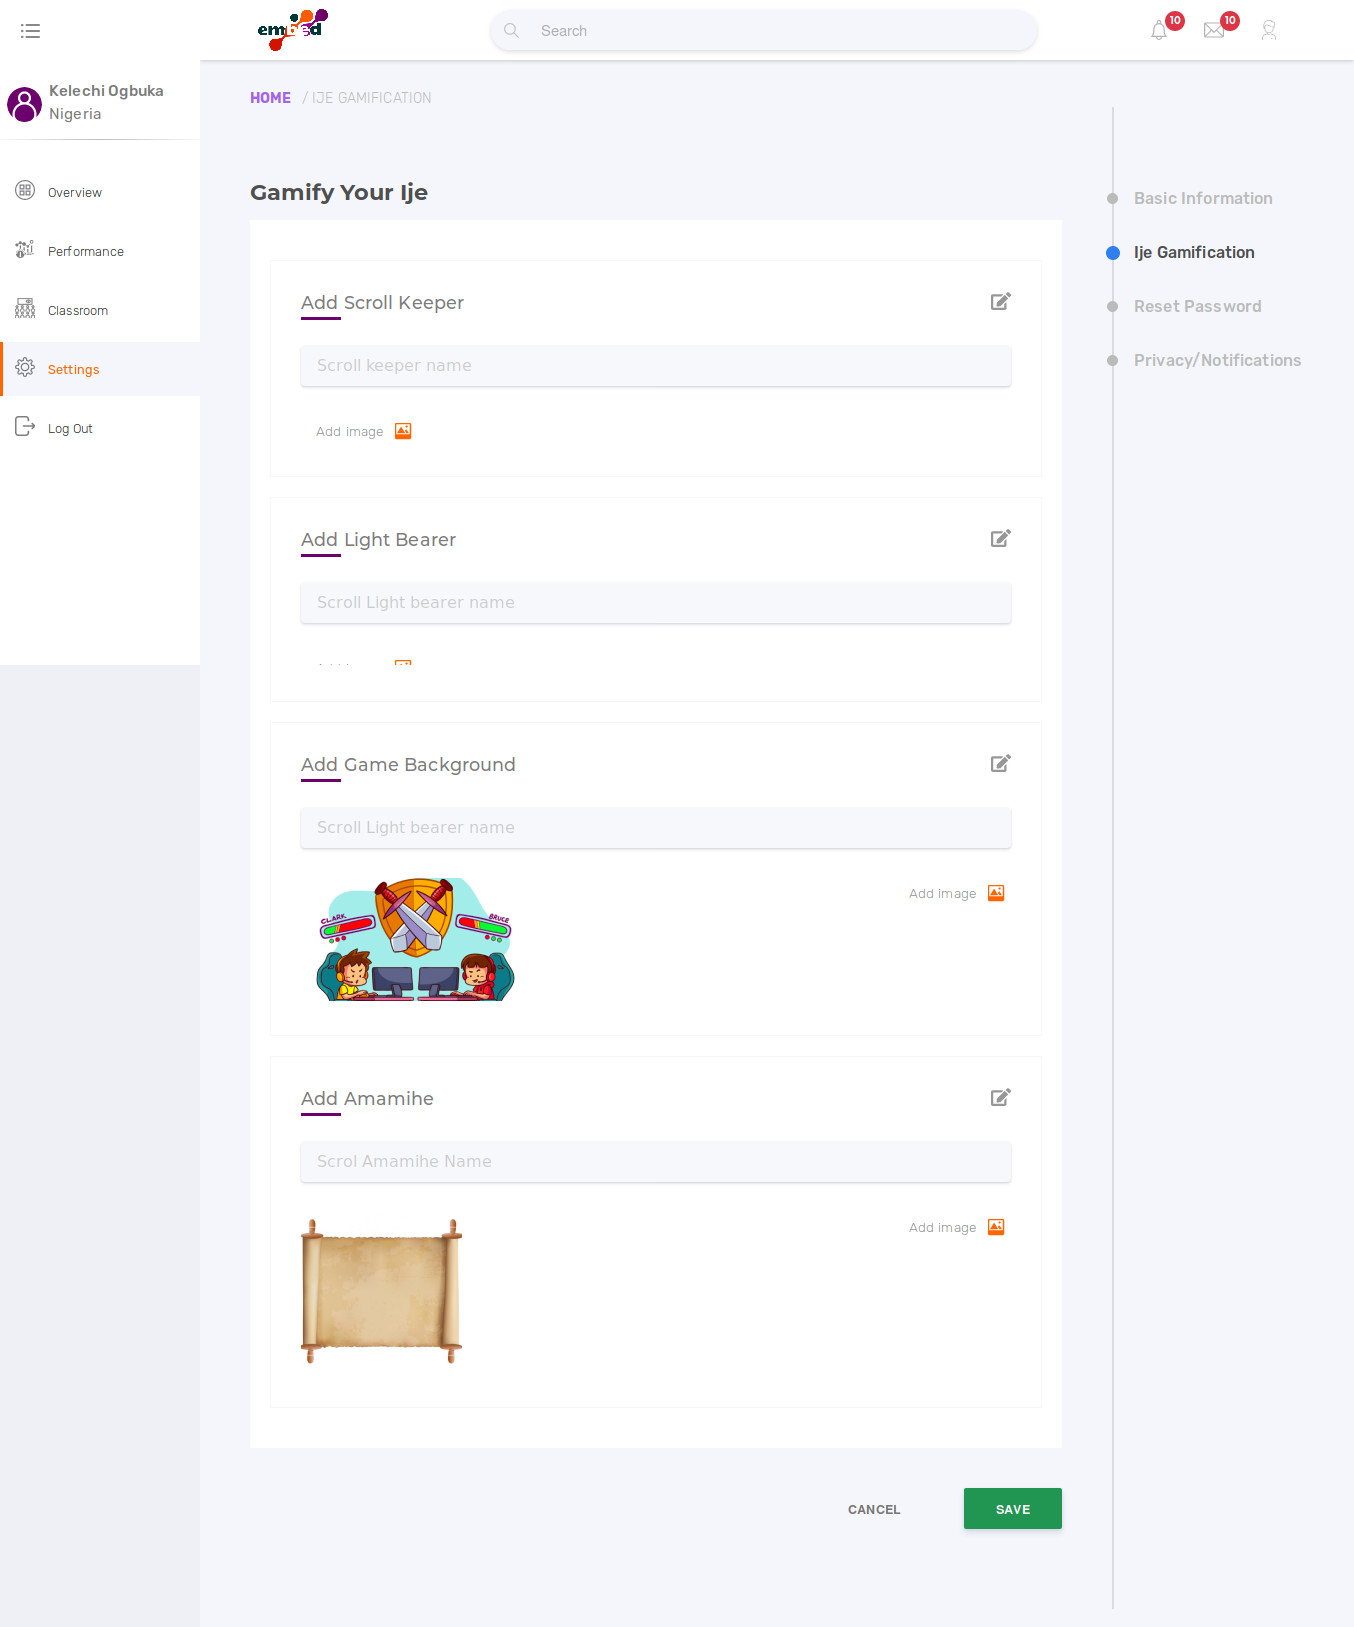 embed
Search
10
10
Kelechi Ogbuka
Nigeria
Overview
Performance
Classroom
Settings
Log Out
HOME / IJE GAMIFICATION
Gamify Your Ije
Add Scroll Keeper
Scroll keeper name
Add image
Add Light Bearer
Scroll Light bearer name
Add Game Background
Scroll Light bearer name
CLARK
BRUCE
Add image
Add Amamihe
Scrol Amamihe Name
Add image
CANCEL
SAVE
Basic Information
Ije Gamification
Reset Password
Privacy/Notifications